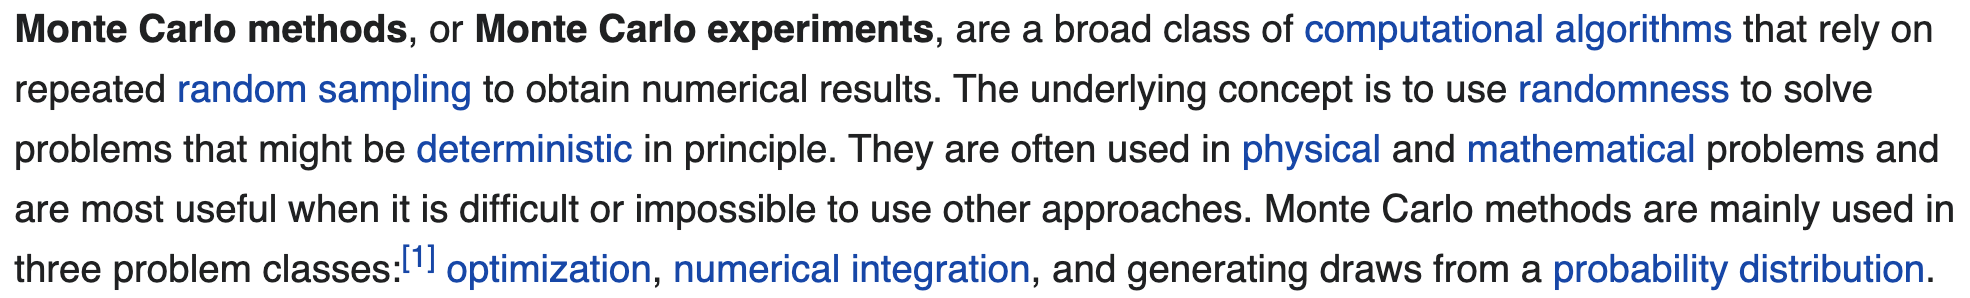 Monte Carlo methods, or Monte Carlo experiments, are a broad class of computational algorithms that rely on
repeated random sampling to obtain numerical results. The underlying concept is to use randomness to solve
problems that might be deterministic in principle. They are often used in physical and mathematical problems and
are most useful when it is difficult or impossible to use other approaches. Monte Carlo methods are mainly used in
three problem classes:[1] optimization, numerical integration, and generating draws from a probability distribution.